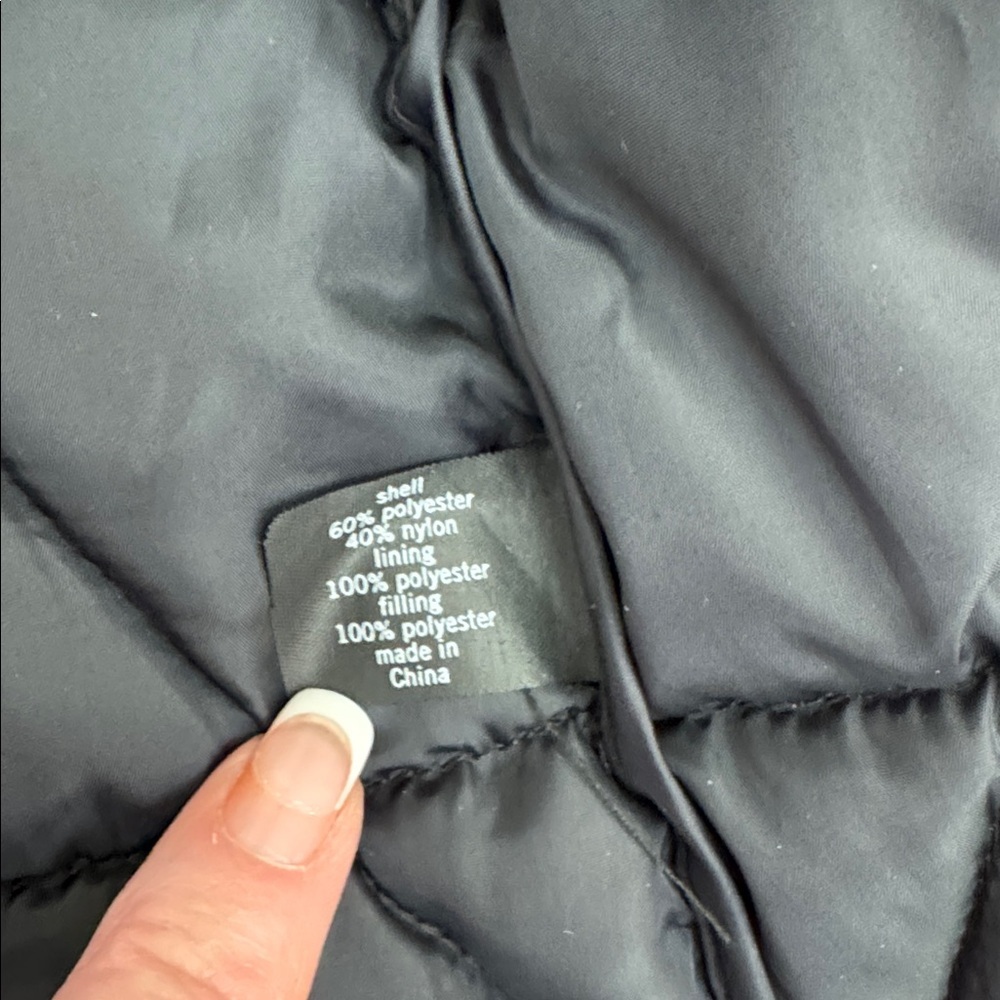 shell
60% polyester
40% nylon
lining
100% polyester
filling
100% polyester
made in
China